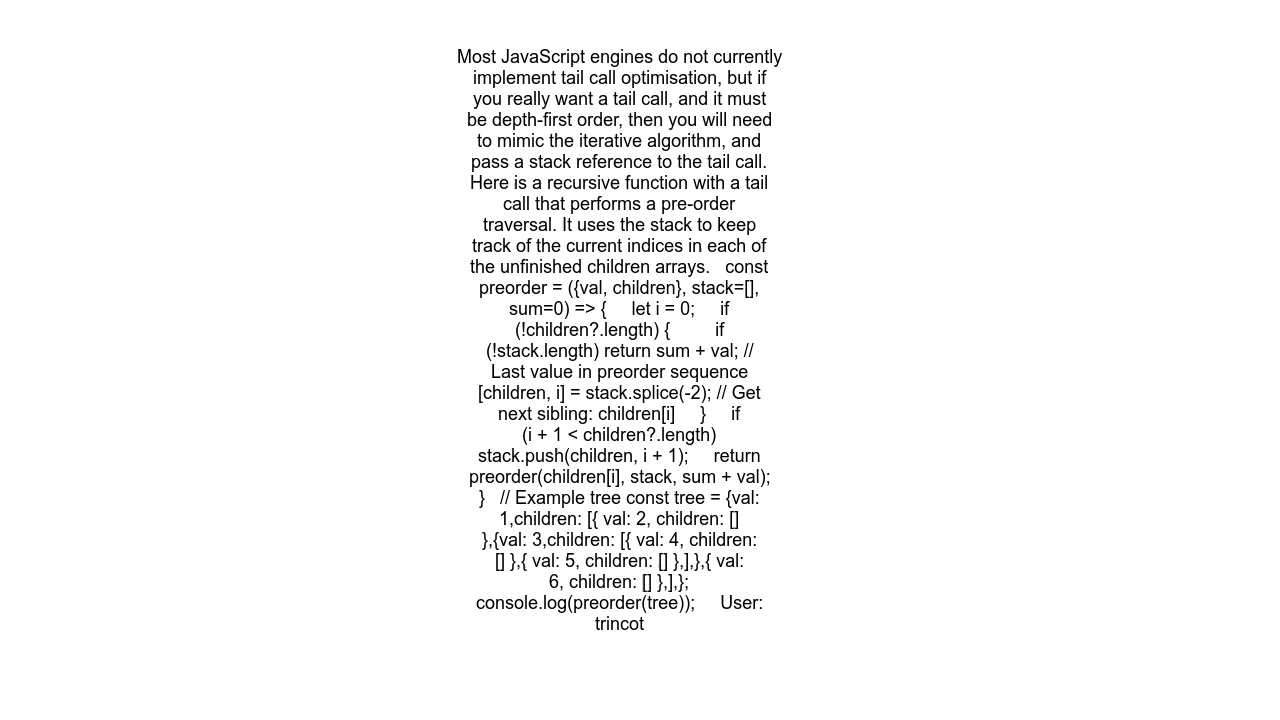 Most JavaScript engines do not currently
implement tail call optimisation, but if
you really want a tail call, and it must
be depth-first order, then you will need
to mimic the iterative algorithm, and
pass a stack reference to the tail call.
Here is a recursive function with a tail
call that performs a pre-order
traversal. It uses the stack to keep
track of the current indices in each of
the unfinished children arrays.   const
preorder = ({val, children}, stack=[],
sum=0) => {     let i = 0;     if
(!children?.length) {         if
(!stack.length) return sum + val; //
Last value in preorder sequence
[children, i] = stack.splice(-2); // Get
next sibling: children[i]     }     if
(i + 1 < children?.length)
stack.push(children, i + 1);     return
preorder(children[i], stack, sum + val);
}   // Example tree const tree = {val:
1,children: [{ val: 2, children: []
},{val: 3,children: [{ val: 4, children:
[] },{ val: 5, children: [] },],},{ val:
6, children: [] },],};
console.log(preorder(tree));     User:
trincot